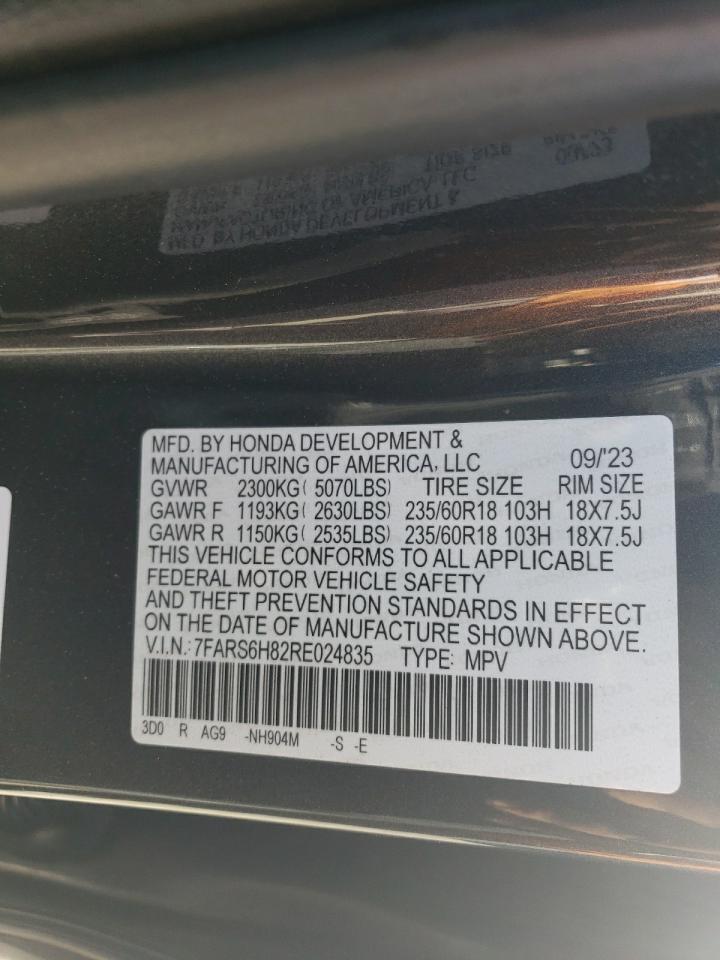 MFD. BY HONDA DEVELOPMENT &
MANUFACTURING OF AMERICA, LLC 09/'23
GVWR 2300KG( 5070LBS) TIRE SIZE RIM SIZE
GAWR F 1193KG( 2630LBS) 235/60R18 103H 18X7.5J
GAWR R 1150KG( 2535LBS) 235/60R18 103H 18X7.5J
THIS VEHICLE CONFORMS TO ALL APPLICABLE
FEDERAL MOTOR VEHICLE SAFETY
AND THEFT PREVENTION STANDARDS IN EFFECT
ON THE DATE OF MANUFACTURE SHOWN ABOVE.
V.I.N.: 7FARS6H82RE024835 TYPE: MPV
3D0 R AG9 -NH904M -S -E